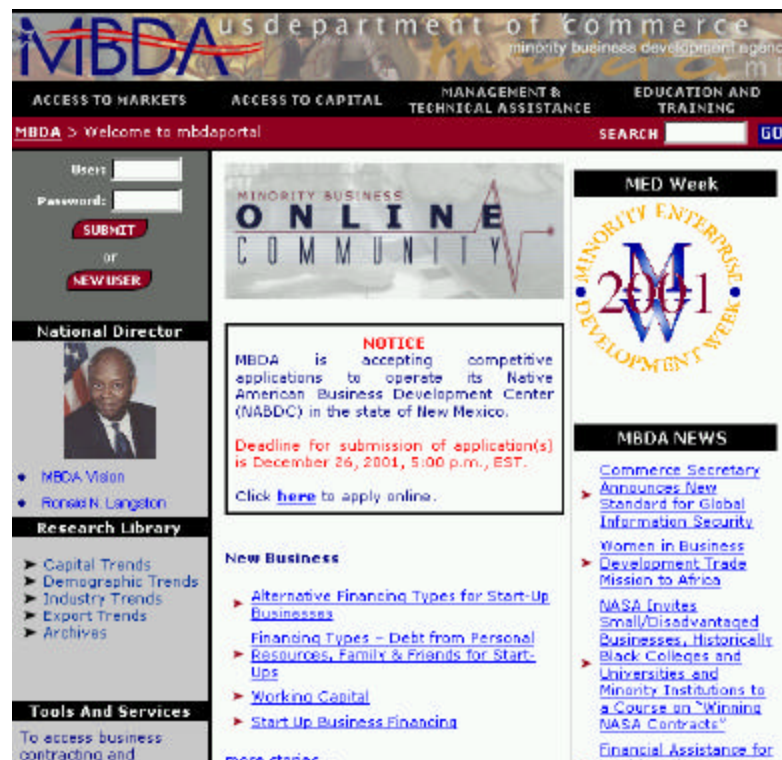 MBDA
usdepartment of commerce
minority business development agenc
ACCESS TO MARKETS
ACCESS TO CAPITAL
MANAGEMENT &
TECHNICAL ASSISTANCE
EDUCATION AND
TRAINING
MBDA > Welcome to mbdaportal
SEARCH
GO
User:
Password:
SUBMIT
or
NEW USER
National Director
MBDA Vision
Ronald N. Langston
Research Library
Capital Trends
Demographic Trends
Industry Trends
Export Trends
Archives
Tools And Services
To access business
contracting and
MINORITY BUSINESS
ONLINE
COMMUNITY
NOTICE
MBDA is accepting competitive
applications to operate its Native
American Business Development Center
(NABDC) in the state of New Mexico.
Deadline for submission of application(s)
is December 26, 2001, 5:00 p.m., EST.
Click here to apply online.
New Business
Alternative Financing Types for Start-Up
Businesses
Financing Types - Debt from Personal
Resources, Family & Friends for Start-
Ups
Working Capital
Start Up Business Financing
more stories
MED Week
MINORITY ENTERPRISE
M
2001
W
DEVELOPMENT WEEK
MBDA NEWS
Commerce Secretary
Announces New
Standard for Global
Information Security
Women in Business
Development Trade
Mission to Africa
NASA Invites
Small/Disadvantaged
Businesses, Historically
Black Colleges and
Universities and
Minority Institutions to
a Course on "Winning
NASA Contracts"
Financial Assistance for